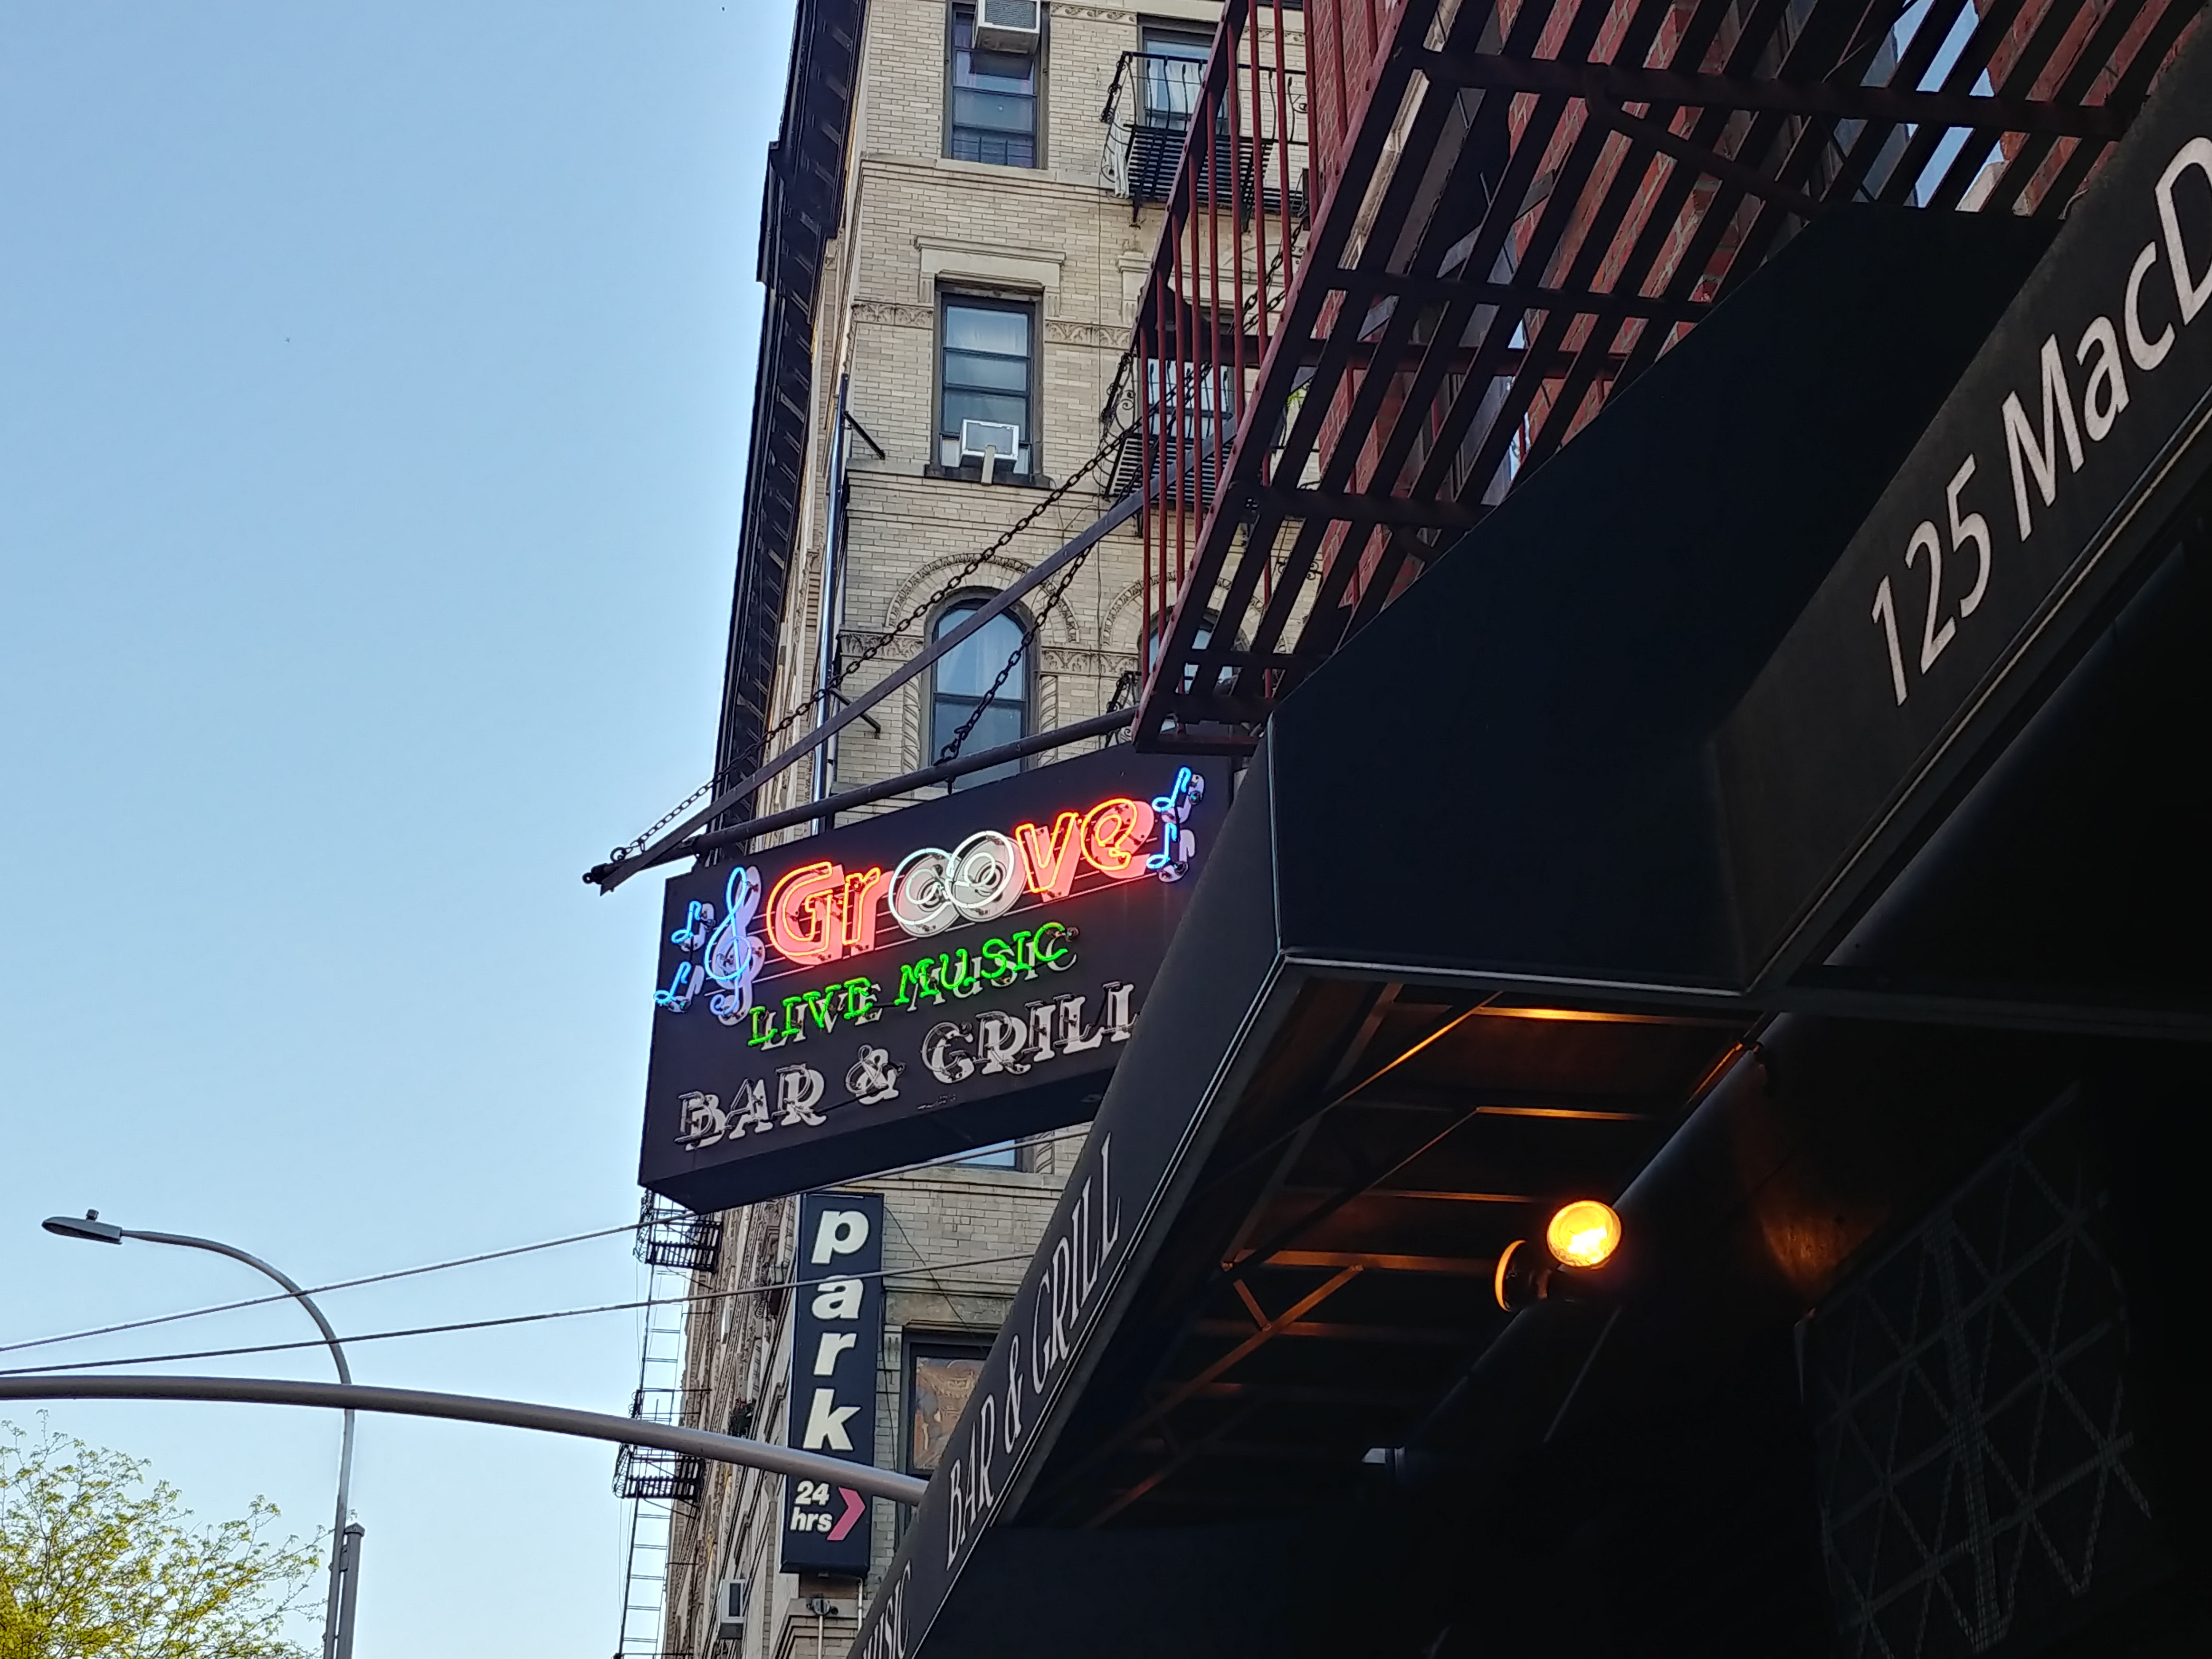 Groove
LIVE MUSIC
BAR & GRILL
125 MacD
park
24
hrs
BAR & GRILL